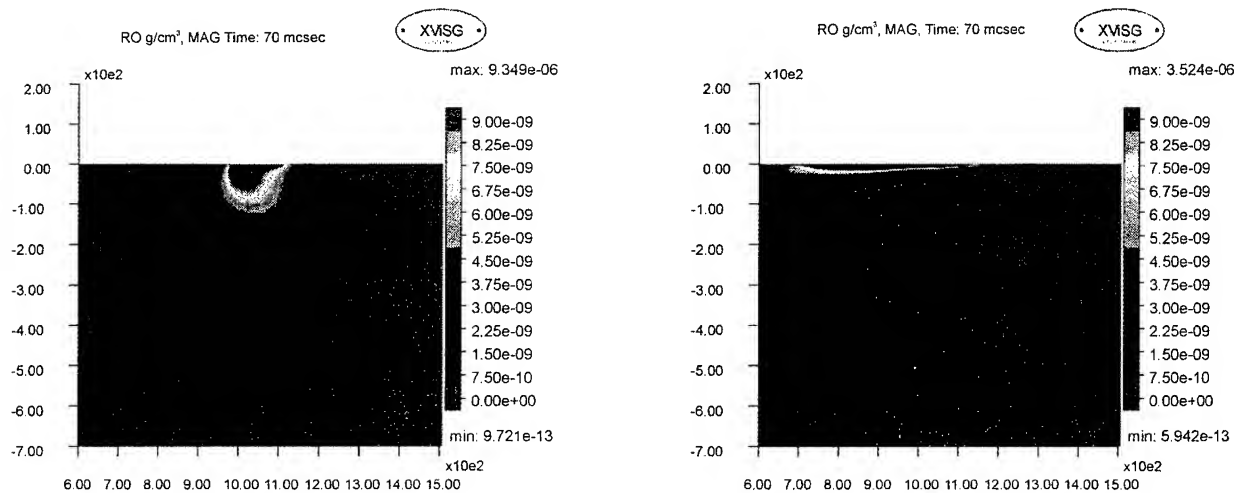 RO g/cm³, MAG Time: 70 mcsec
XViSG
max: 9.349e-06
x10e2
2.00
1.00
0.00
-1.00
-2.00
-3.00
-4.00
-5.00
-6.00
-7.00
9.00e-09
8.25e-09
7.50e-09
6.75e-09
6.00e-09
5.25e-09
4.50e-09
3.75e-09
3.00e-09
2.25e-09
1.50e-09
7.50e-10
0.00e+00
min: 9.721e-13
x10e2
6.00 7.00 8.00 9.00 10.00 11.00 12.00 13.00 14.00 15.00
RO g/cm³, MAG, Time: 70 mcsec
XViSG
max: 3.524e-06
x10e2
2.00
1.00
0.00
-1.00
-2.00
-3.00
-4.00
-5.00
-6.00
-7.00
9.00e-09
8.25e-09
7.50e-09
6.75e-09
6.00e-09
5.25e-09
4.50e-09
3.75e-09
3.00e-09
2.25e-09
1.50e-09
7.50e-10
0.00e+00
min: 5.942e-13
x10e2
6.00 7.00 8.00 9.00 10.00 11.00 12.00 13.00 14.00 15.00